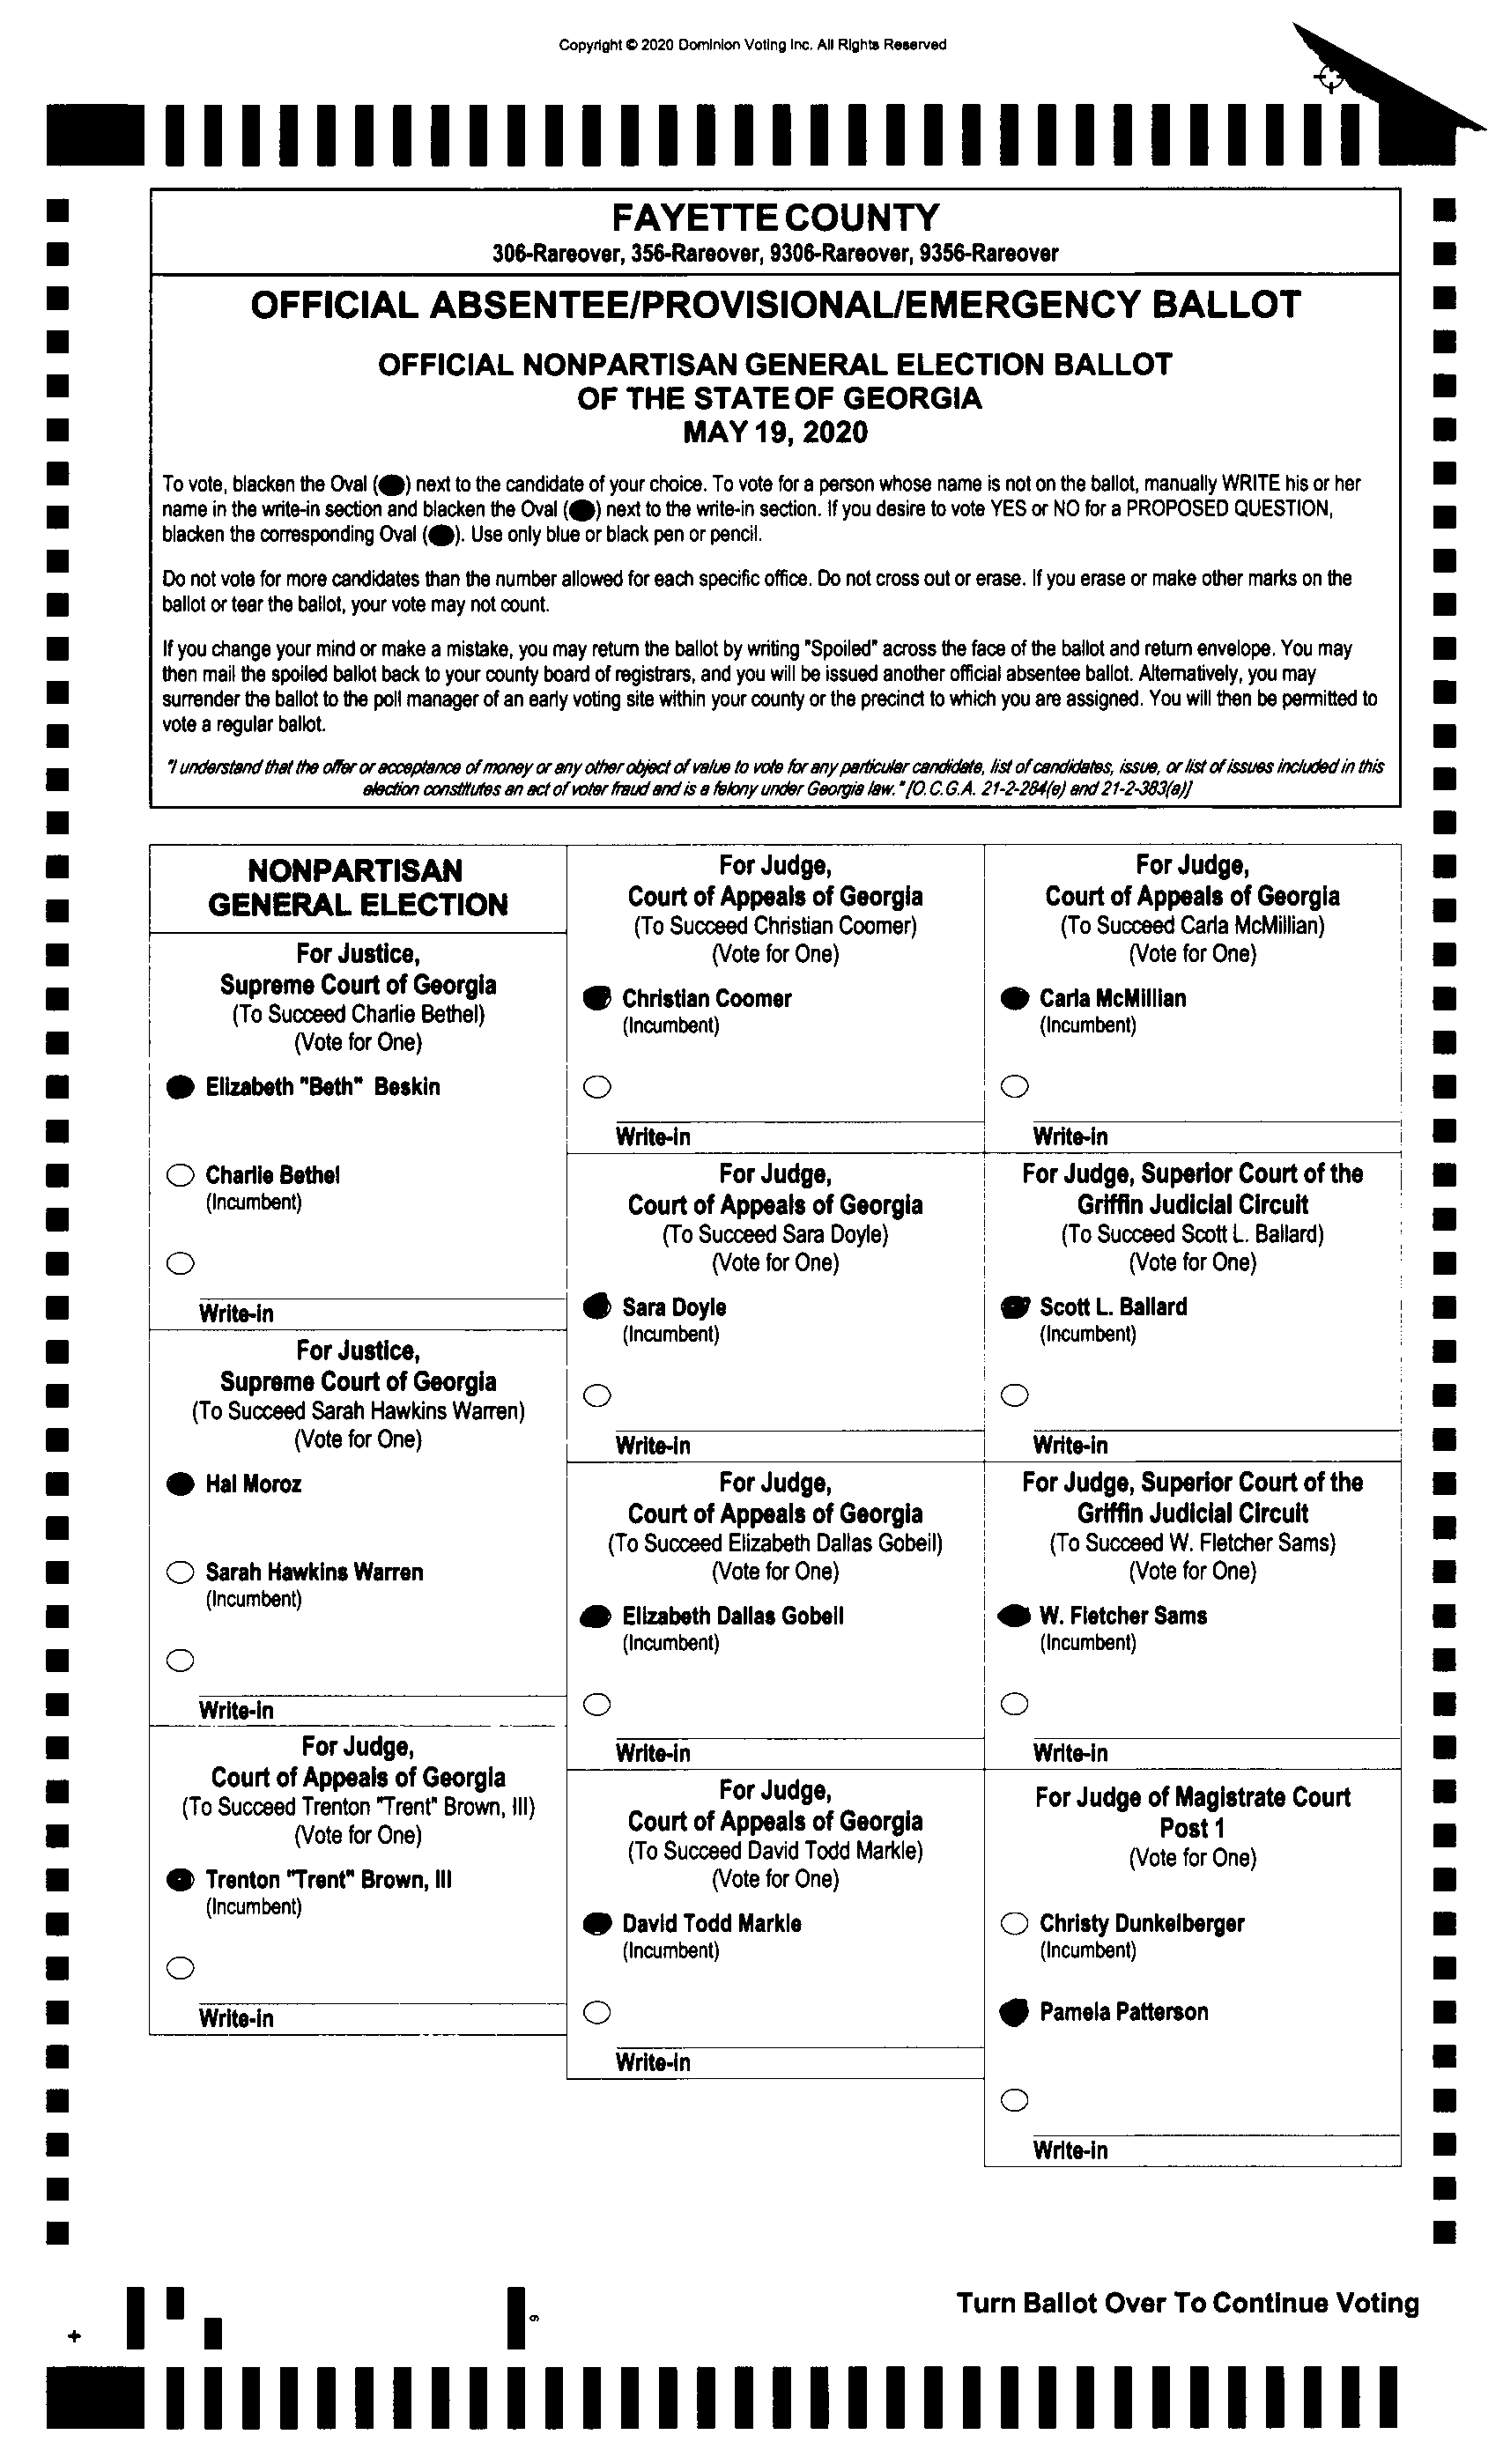 Copyright © 2020 Dominion Voting Inc. All Rights Reserved
FAYETTE COUNTY
306-Rareover, 356-Rareover, 9306-Rareover, 9356-Rareover
OFFICIAL ABSENTEE/PROVISIONAL/EMERGENCY BALLOT
OFFICIAL NONPARTISAN GENERAL ELECTION BALLOT
OF THE STATE OF GEORGIA
MAY 19, 2020
To vote, blacken the Oval (●) next to the candidate of your choice. To vote for a person whose name is not on the ballot, manually WRITE his or her
name in the write-in section and blacken the Oval (●) next to the write-in section. If you desire to vote YES or NO for a PROPOSED QUESTION,
blacken the corresponding Oval (●). Use only blue or black pen or pencil.
Do not vote for more candidates than the number allowed for each specific office. Do not cross out or erase. If you erase or make other marks on the
ballot or tear the ballot, your vote may not count.
If you change your mind or make a mistake, you may return the ballot by writing "Spoiled" across the face of the ballot and return envelope. You may
then mail the spoiled ballot back to your county board of registrars, and you will be issued another official absentee ballot. Alternatively, you may
surrender the ballot to the poll manager of an early voting site within your county or the precinct to which you are assigned. You will then be permitted to
vote a regular ballot.
"I understand that the offer or acceptance of money or any other object of value to vote for any particular candidate, list of candidates, issue, or list of issues included in this
election constitutes an act of voter fraud and is a felony under Georgia law." [O.C.G.A. 21-2-284(e) and 21-2-383(a)]
NONPARTISAN
GENERAL ELECTION
For Justice,
Supreme Court of Georgia
(To Succeed Charlie Bethel)
(Vote for One)
Elizabeth "Beth" Beskin
Charlie Bethel
(Incumbent)
Write-in
For Justice,
Supreme Court of Georgia
(To Succeed Sarah Hawkins Warren)
(Vote for One)
Hal Moroz
Sarah Hawkins Warren
(Incumbent)
Write-in
For Judge,
Court of Appeals of Georgia
(To Succeed Trenton "Trent" Brown, III)
(Vote for One)
Trenton "Trent" Brown, III
(Incumbent)
Write-in
For Judge,
Court of Appeals of Georgia
(To Succeed Christian Coomer)
(Vote for One)
Christian Coomer
(Incumbent)
Write-in
For Judge,
Court of Appeals of Georgia
(To Succeed Sara Doyle)
(Vote for One)
Sara Doyle
(Incumbent)
Write-in
For Judge,
Court of Appeals of Georgia
(To Succeed Elizabeth Dallas Gobeil)
(Vote for One)
Elizabeth Dallas Gobeil
(Incumbent)
Write-in
For Judge,
Court of Appeals of Georgia
(To Succeed David Todd Markle)
(Vote for One)
David Todd Markle
(Incumbent)
Write-in
For Judge,
Court of Appeals of Georgia
(To Succeed Carla McMillian)
(Vote for One)
Carla McMillian
(Incumbent)
Write-in
For Judge, Superior Court of the
Griffin Judicial Circuit
(To Succeed Scott L. Ballard)
(Vote for One)
Scott L. Ballard
(Incumbent)
Write-in
For Judge, Superior Court of the
Griffin Judicial Circuit
(To Succeed W. Fletcher Sams)
(Vote for One)
W. Fletcher Sams
(Incumbent)
Write-in
For Judge of Magistrate Court
Post 1
(Vote for One)
Christy Dunkelberger
(Incumbent)
Pamela Patterson
Write-in
Turn Ballot Over To Continue Voting